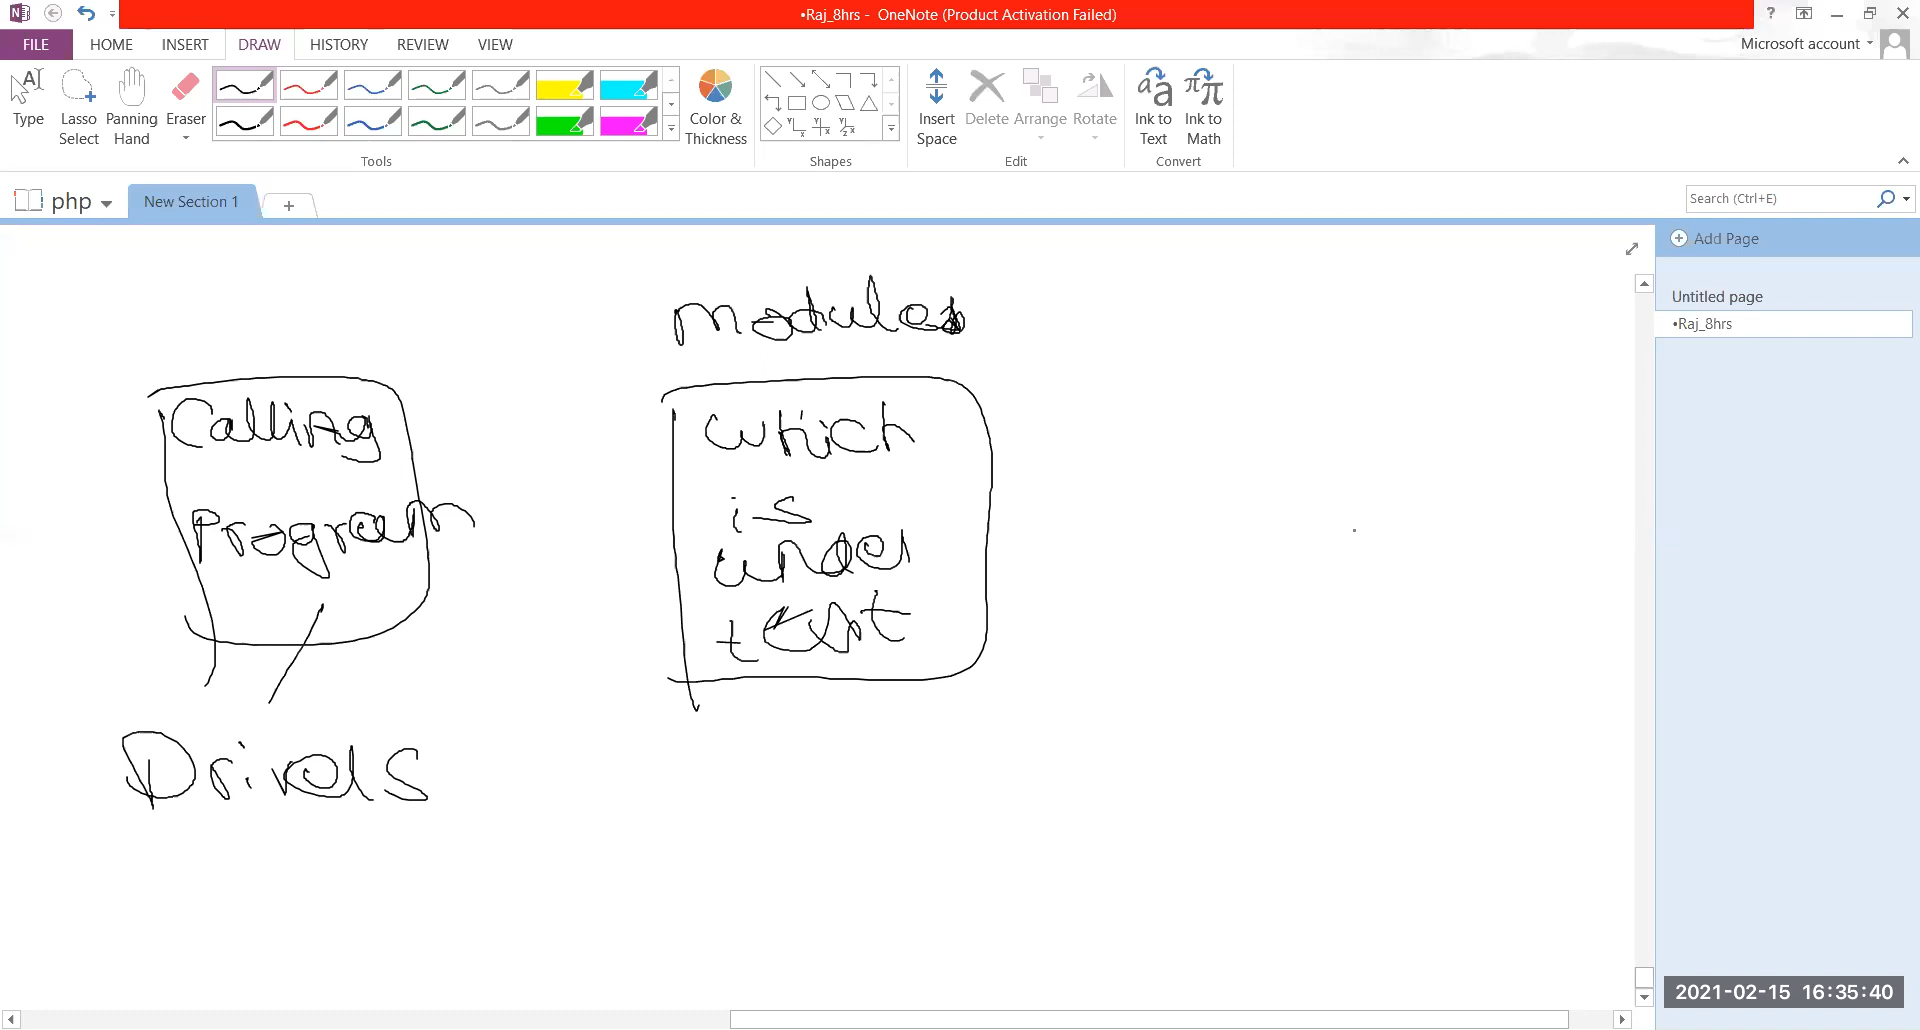 •Raj_8hrs - OneNote (Product Activation Failed)
FILE HOME INSERT DRAW HISTORY REVIEW VIEW
Microsoft account
Type
Lasso Select
Panning Hand
Eraser
Color & Thickness
Insert Space
Delete
Arrange
Rotate
Ink to Text
Ink to Math
Tools
Shapes
Edit
Convert
php
New Section 1
Search (Ctrl+E)
Add Page
Untitled page
•Raj_8hrs
modules
Calling
Program
which
is
under
test
Drivers
2021-02-15 16:35:40